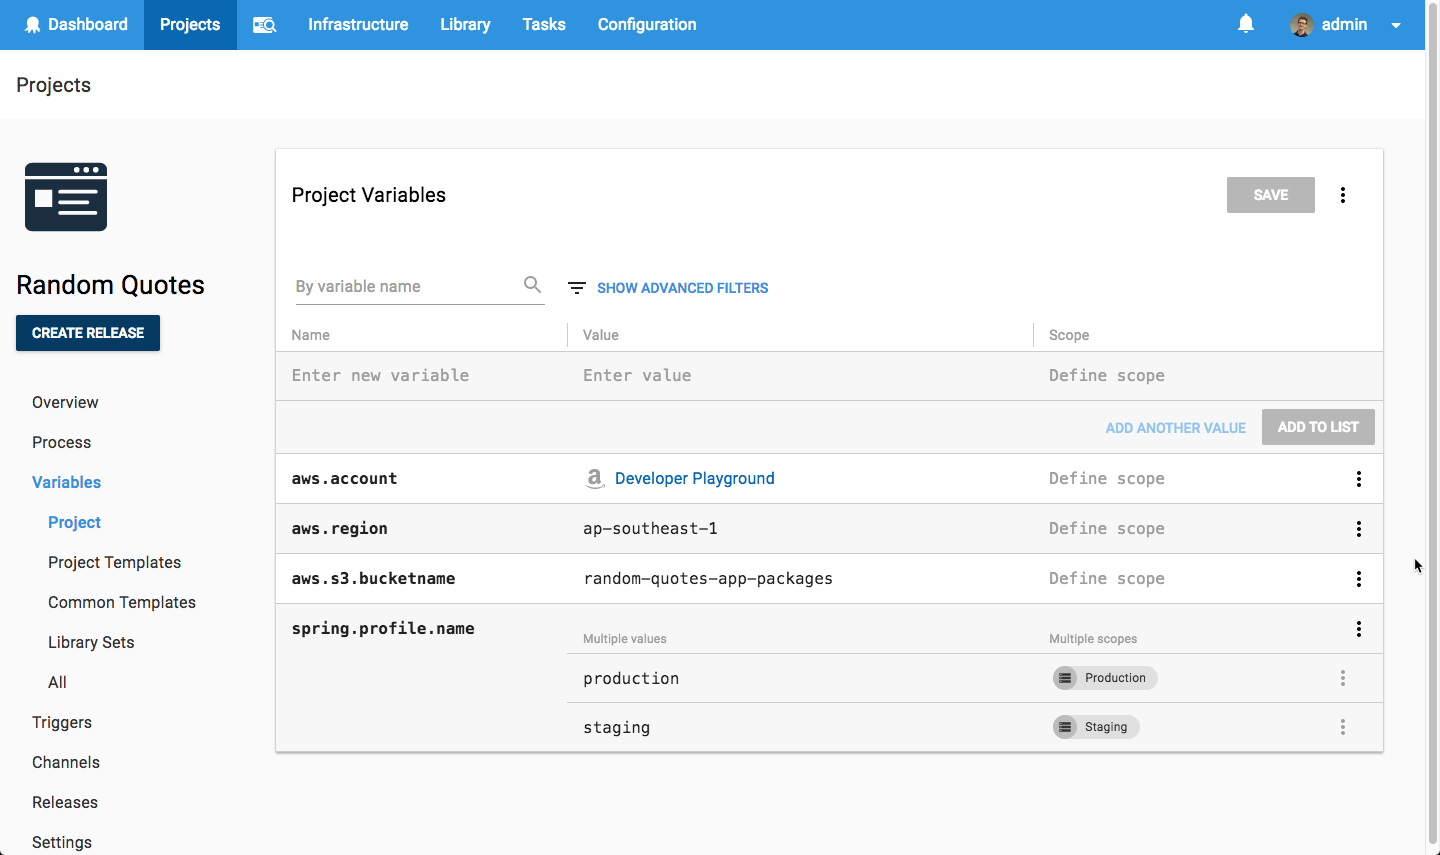 Dashboard Projects Infrastructure Library Tasks Configuration admin
Projects
Random Quotes
CREATE RELEASE
Overview
Process
Variables
Project
Project Templates
Common Templates
Library Sets
All
Triggers
Channels
Releases
Settings
Project Variables SAVE
By variable name SHOW ADVANCED FILTERS
Name Value Scope
Enter new variable Enter value Define scope
ADD ANOTHER VALUE ADD TO LIST
aws.account a Developer Playground Define scope
aws.region ap-southeast-1 Define scope
aws.s3.bucketname random-quotes-app-packages Define scope
spring.profile.name Multiple values Multiple scopes
production Production
staging Staging